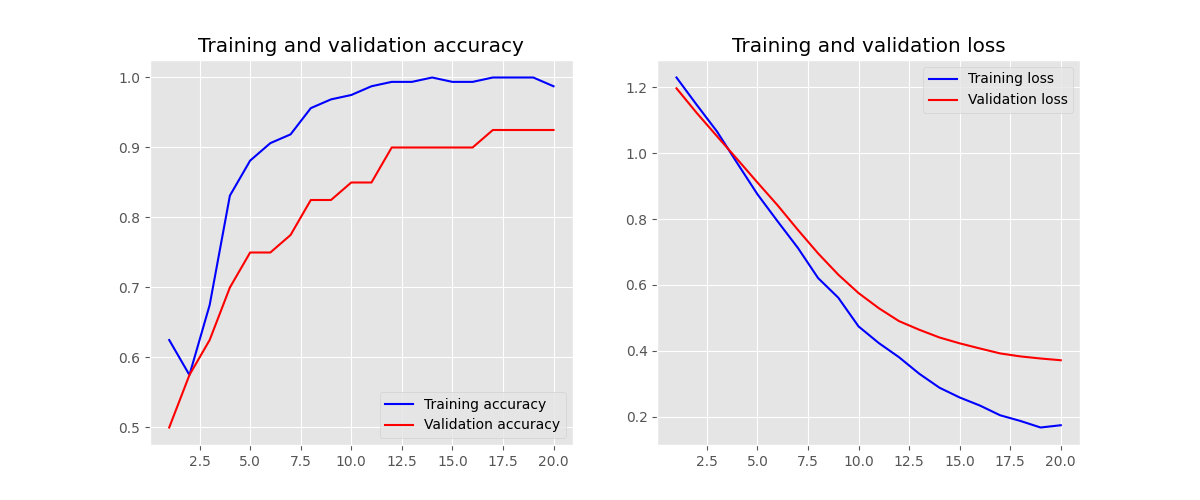 Training and validation accuracy
1.0
0.9
0.8
0.7
0.6
0.5
Training accuracy
Validation accuracy
2.5 5.0 7.5 10.0 12.5 15.0 17.5 20.0
Training and validation loss
Training loss
Validation loss
1.2
1.0
0.8
0.6
0.4
0.2
2.5 5.0 7.5 10.0 12.5 15.0 17.5 20.0